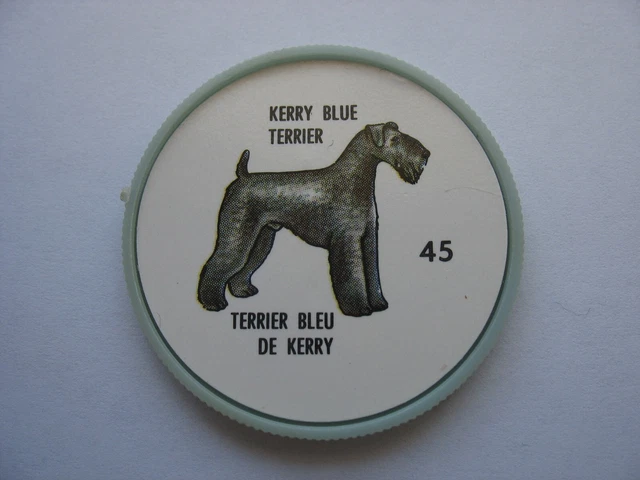 KERRY BLUE
TERRIER
45
TERRIER BLEU
DE KERRY